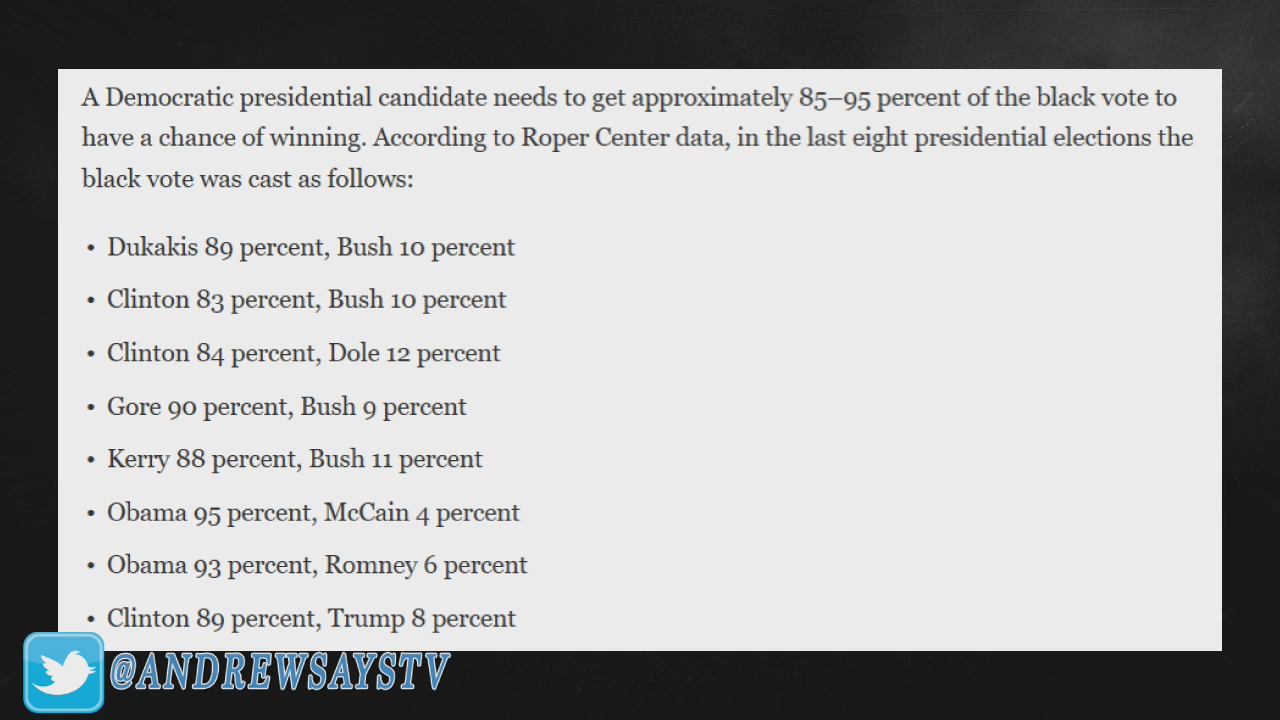 A Democratic presidential candidate needs to get approximately 85–95 percent of the black vote to
have a chance of winning. According to Roper Center data, in the last eight presidential elections the
black vote was cast as follows:
• Dukakis 89 percent, Bush 10 percent
• Clinton 83 percent, Bush 10 percent
• Clinton 84 percent, Dole 12 percent
• Gore 90 percent, Bush 9 percent
• Kerry 88 percent, Bush 11 percent
• Obama 95 percent, McCain 4 percent
• Obama 93 percent, Romney 6 percent
• Clinton 89 percent, Trump 8 percent
@ANDREWSAYSTV